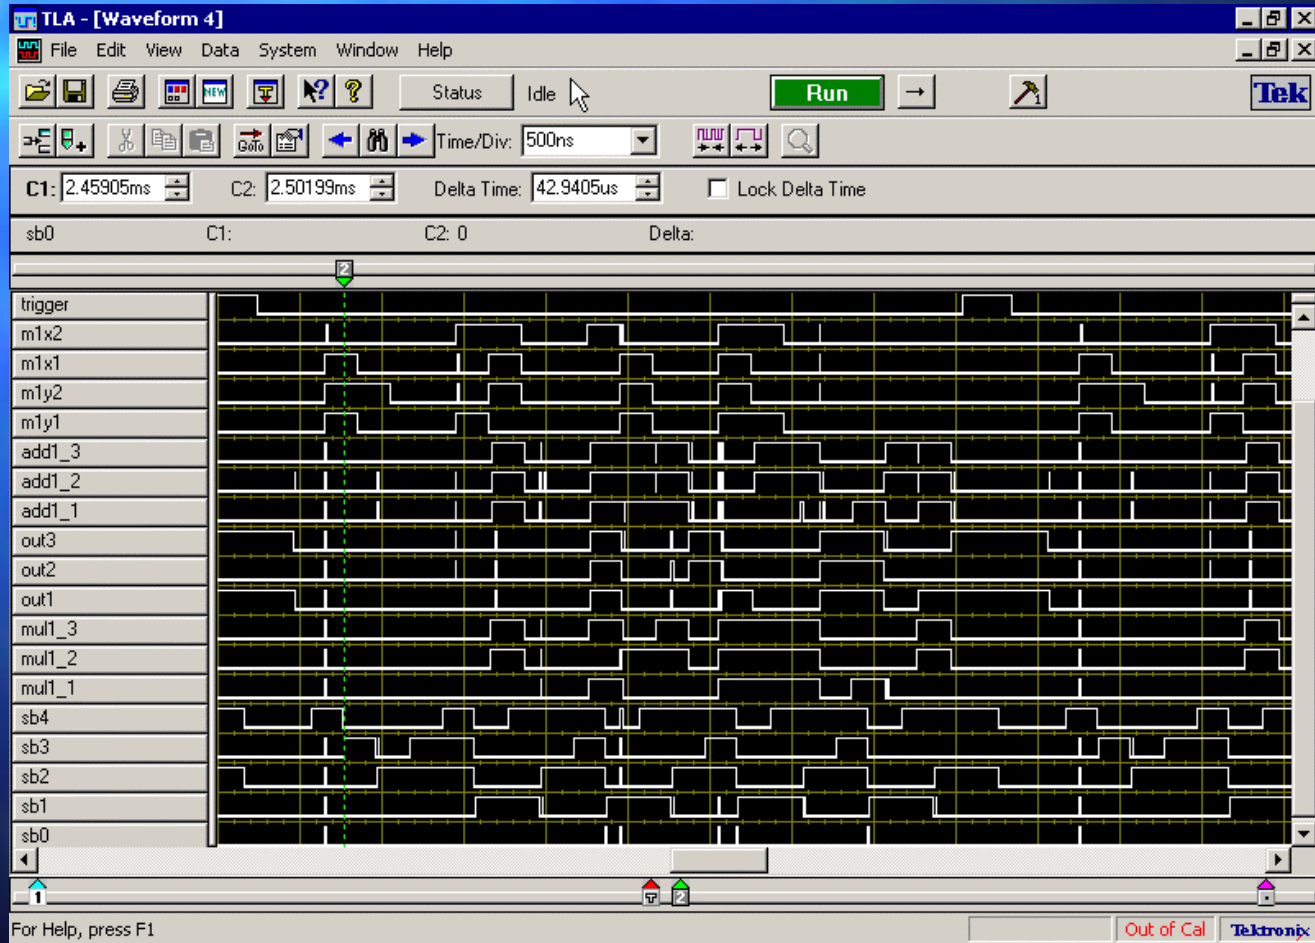 TLA - [Waveform 4]
File Edit View Data System Window Help
NEW Status Idle Run Tek
GoTo Time/Div: 500ns
C1: 2.45905ms C2: 2.50199ms Delta Time: 42.9405us Lock Delta Time
sb0 C1: C2: 0 Delta:
2
trigger
m1x2
m1x1
m1y2
m1y1
add1_3
add1_2
add1_1
out3
out2
out1
mul1_3
mul1_2
mul1_1
sb4
sb3
sb2
sb1
sb0
1 T 2
For Help, press F1 Out of Cal Tektronix